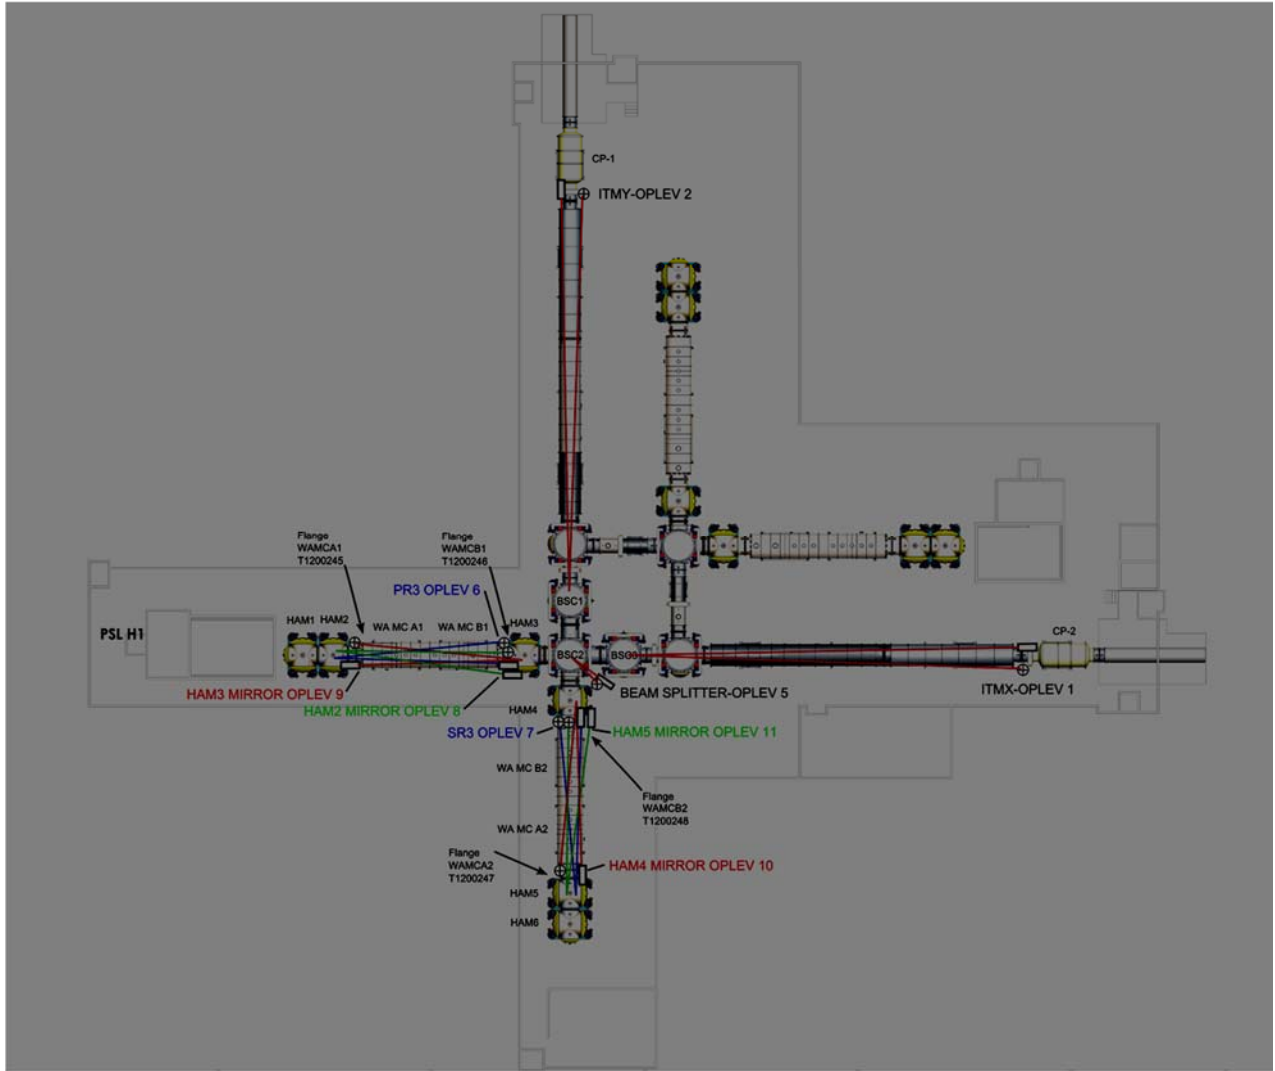 CP-1
ITMY-OPLEV 2
Flange
WAMCA1
T1200245
Flange
WAMCB1
T1200246
PR3 OPLEV 6
BSC1
PSL H1
HAM1
HAM2
WA MC A1
WA MC B1
HAM3
BSC2
BSC3
CP-2
HAM3 MIRROR OPLEV 9
HAM2 MIRROR OPLEV 8
HAM4
BEAM SPLITTER-OPLEV 5
ITMX-OPLEV 1
SR3 OPLEV 7
HAM5 MIRROR OPLEV 11
WA MC B2
Flange
WAMCB2
T1200248
WA MC A2
Flange
WAMCA2
T1200247
HAM4 MIRROR OPLEV 10
HAM5
HAM6